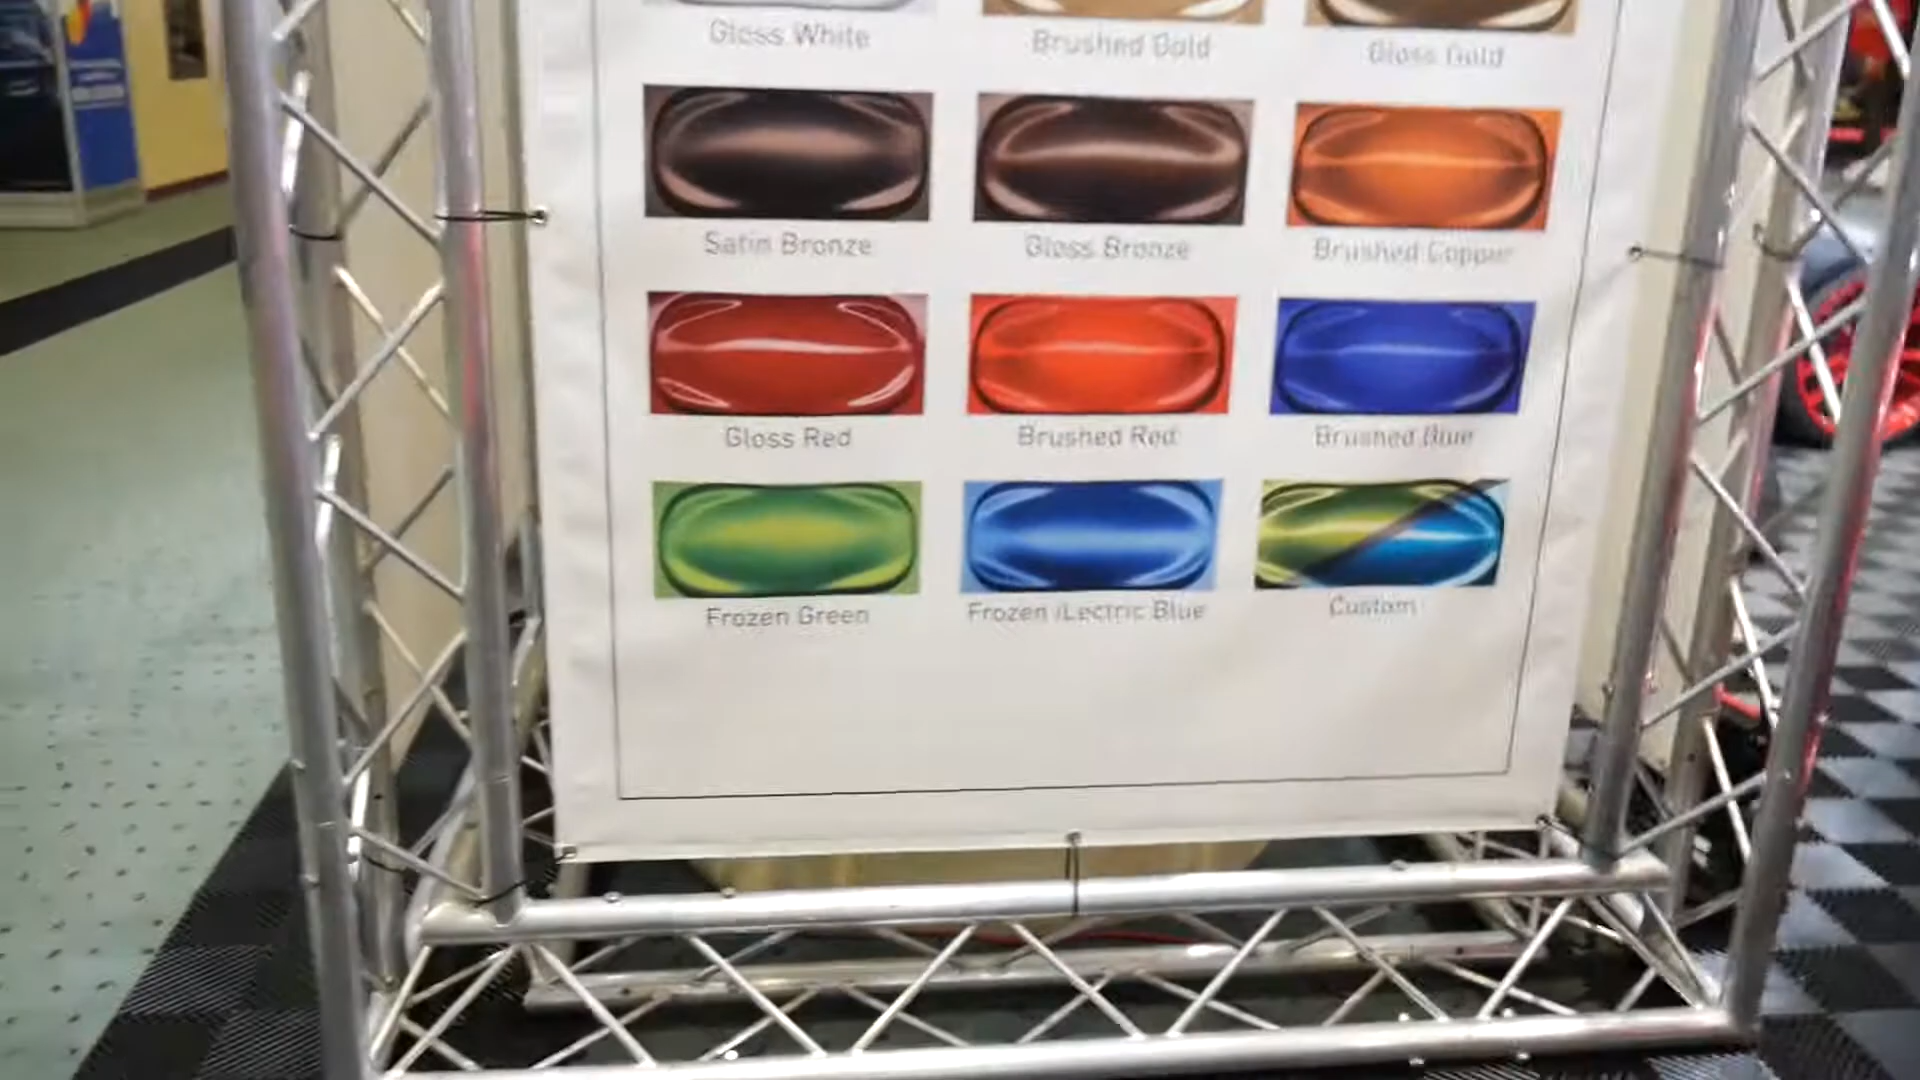 Gloss White
Brushed Gold
Gloss Gold
Satin Bronze
Gloss Bronze
Brushed Copper
Gloss Red
Brushed Red
Brushed Blue
Frozen Green
Frozen iLectric Blue
Custom